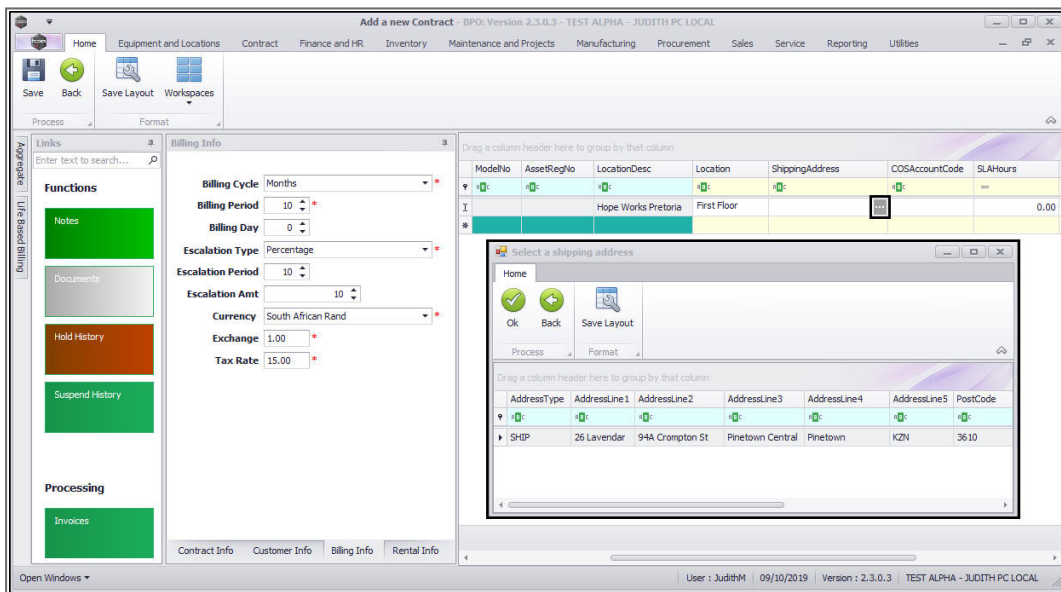 Add a new Contract - BPO: Version 2.3.0.3 - TEST ALPHA - JUDITH PC LOCAL
Home Equipment and Locations Contract Finance and HR Inventory Maintenance and Projects Manufacturing Procurement Sales Service Reporting Utilities
Save Back Save Layout Workspaces
Process Format
Aggregate
Life Based Billing
Links
Enter text to search...
Functions
Notes
Documents
Hold History
Suspend History
Processing
Invoices
Billing Info
Billing Cycle Months *
Billing Period 10 *
Billing Day 0
Escalation Type Percentage *
Escalation Period 10
Escalation Amt 10
Currency South African Rand *
Exchange 1.00 *
Tax Rate 15.00 *
Contract Info Customer Info Billing Info Rental Info
Drag a column header here to group by that column
ModelNo AssetRegNo LocationDesc Location ShippingAddress COSAccountCode SLAHours
Hope Works Pretoria First Floor 0.00
Select a shipping address
Home
Ok Back Save Layout
Process Format
Drag a column header here to group by that column
AddressType AddressLine1 AddressLine2 AddressLine3 AddressLine4 AddressLine5 PostCode
SHIP 26 Lavendar 94A Crompton St Pinetown Central Pinetown KZN 3610
Open Windows User : JudithM 09/10/2019 Version : 2.3.0.3 TEST ALPHA - JUDITH PC LOCAL